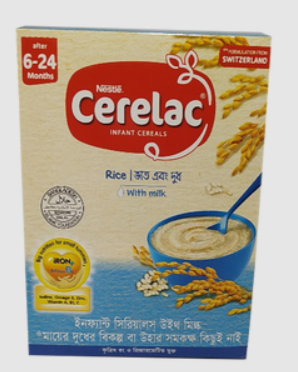 after
6-24
Months
FORMULATION FROM
SWITZERLAND
Nestlé
Cerelac
INFANT CEREALS
Rice | ভাত এবং দুধ
With milk
IRON
ইনফ্যান্ট সিরিয়ালস উইথ মিল্ক
*মায়ের দুধের বিকল্প বা উহার সমকক্ষ কিছুই নাই